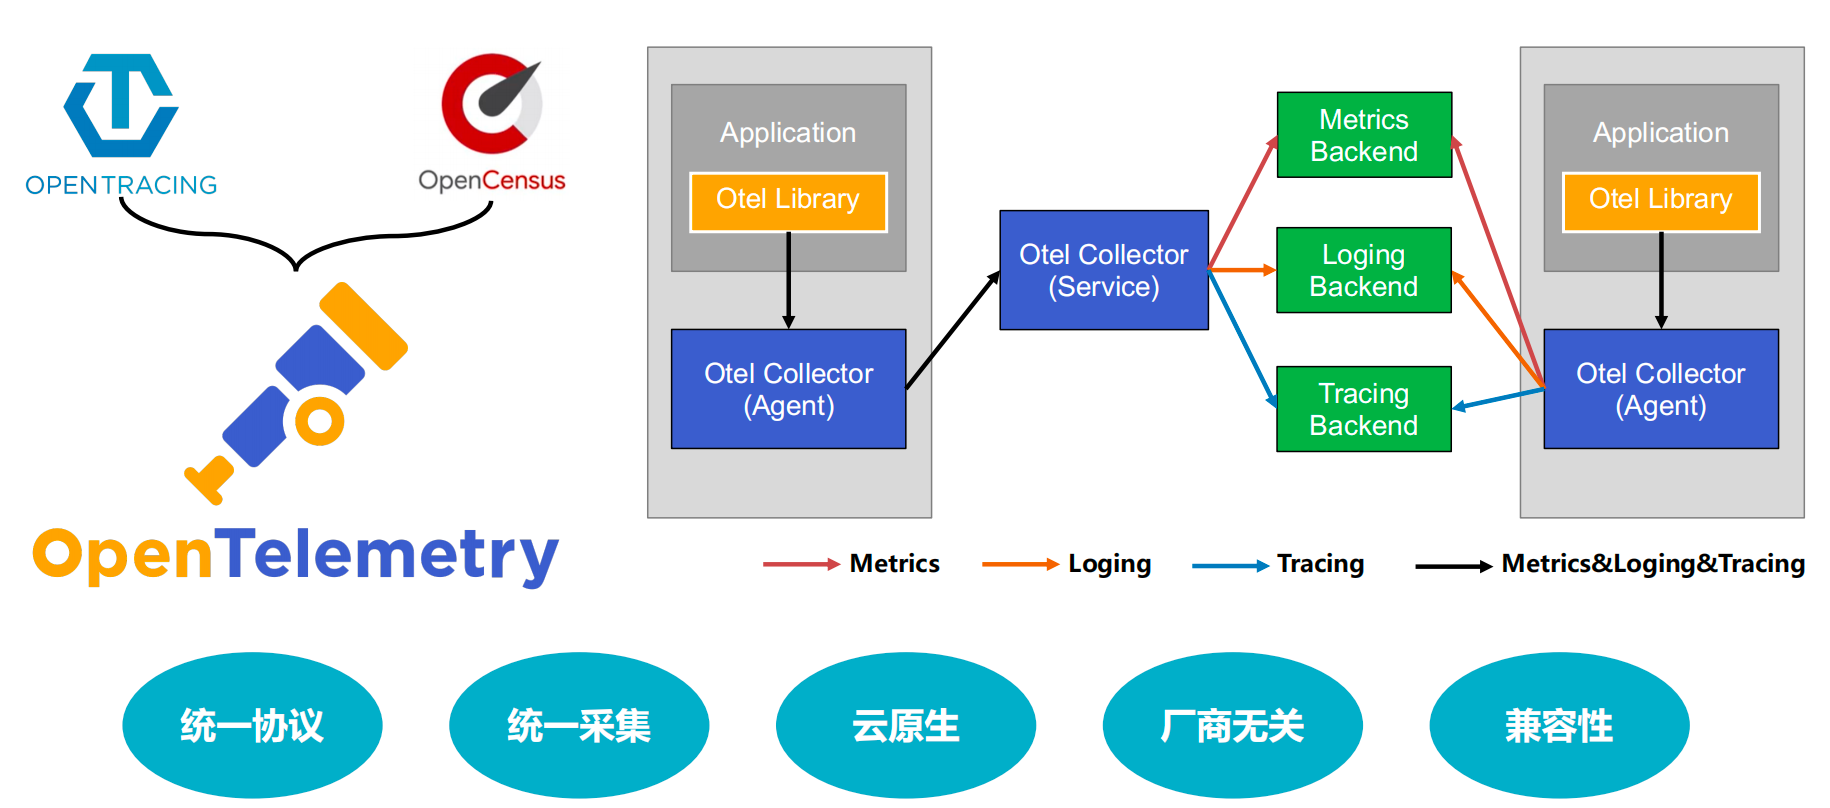 OPENTRACING
OpenCensus
OpenTelemetry
Application
Otel Library
Otel Collector
(Agent)
Otel Collector
(Service)
Metrics
Backend
Loging
Backend
Tracing
Backend
Application
Otel Library
Otel Collector
(Agent)
Metrics
Loging
Tracing
Metrics&Loging&Tracing
统一协议
统一采集
云原生
厂商无关
兼容性